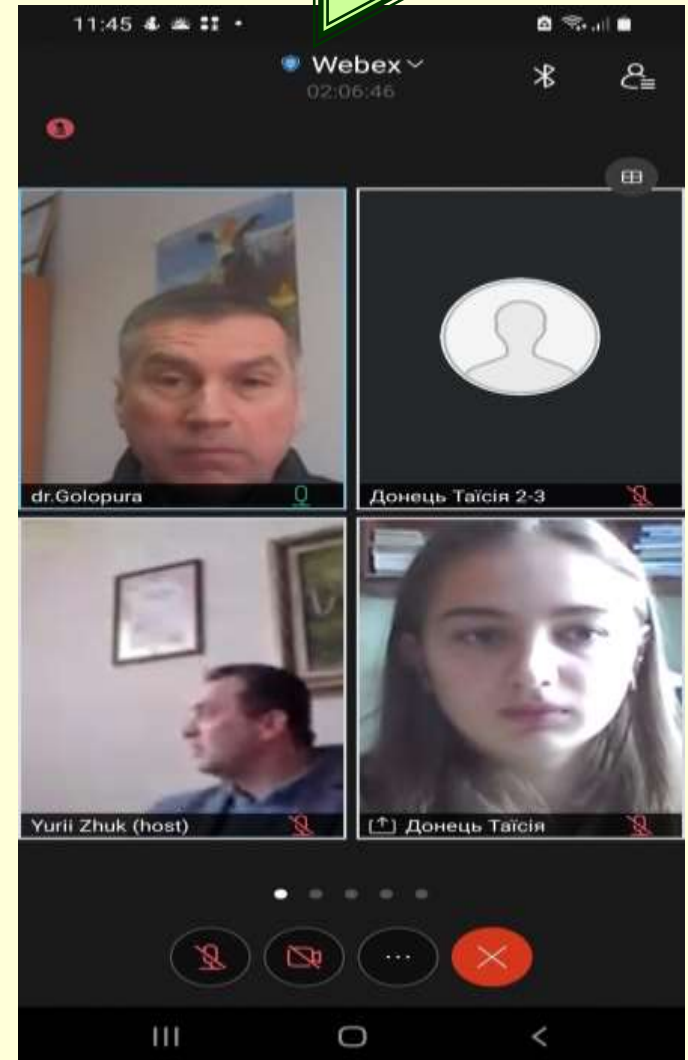 11:45
Webex
02:06:46
dr.Golopura
Донець Таїсія 2-3
Yurii Zhuk (host)
Донець Таїсія